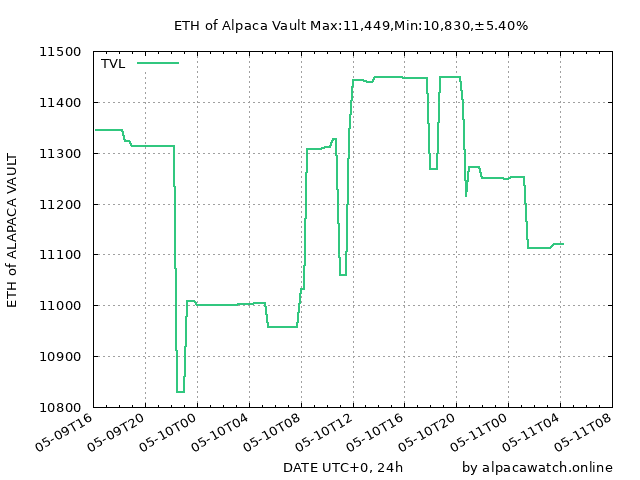 ETH of Alpaca Vault Max:11,449,Min:10,830,±5.40%
TVL
11500
11400
11300
11200
11100
11000
10900
10800
ETH of ALAPACA VAULT
05-09T16
05-09T20
05-10T00
05-10T04
05-10T08
05-10T12
05-10T16
05-10T20
05-11T00
05-11T04
05-11T08
DATE UTC+0, 24h
by alpacawatch.online